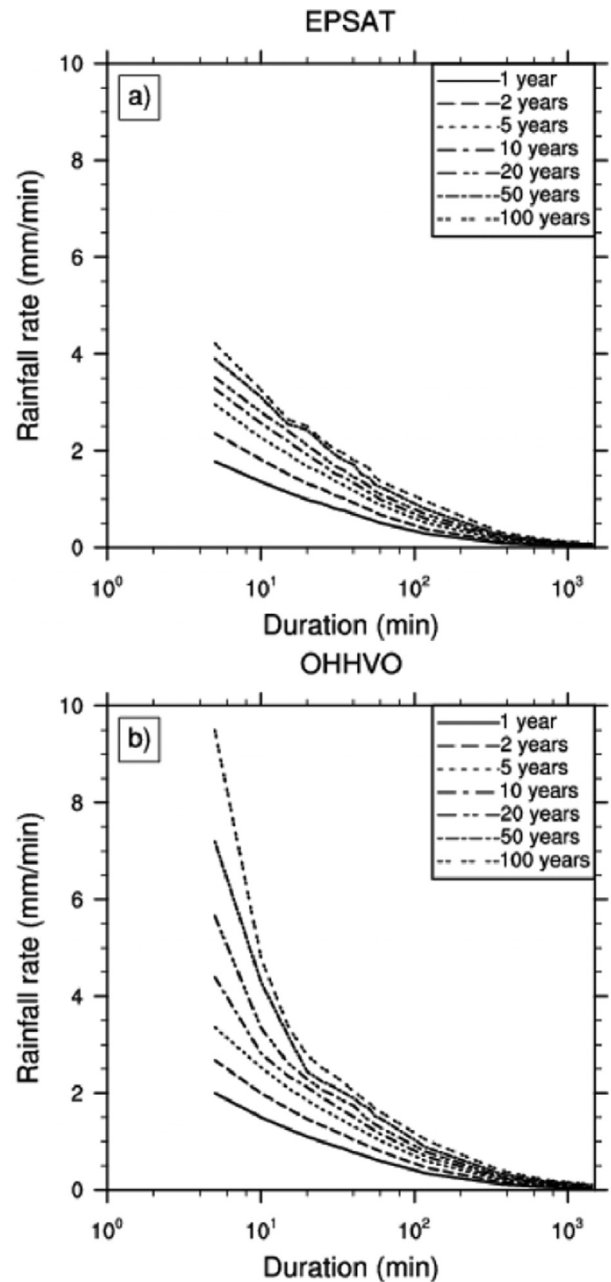 EPSAT
a)
1 year
2 years
5 years
10 years
20 years
50 years
100 years
10
8
6
4
2
0
Rainfall rate (mm/min)
10⁰ 10¹ 10² 10³
Duration (min)
OHHVO
b)
1 year
2 years
5 years
10 years
20 years
50 years
100 years
10
8
6
4
2
0
Rainfall rate (mm/min)
10⁰ 10¹ 10² 10³
Duration (min)